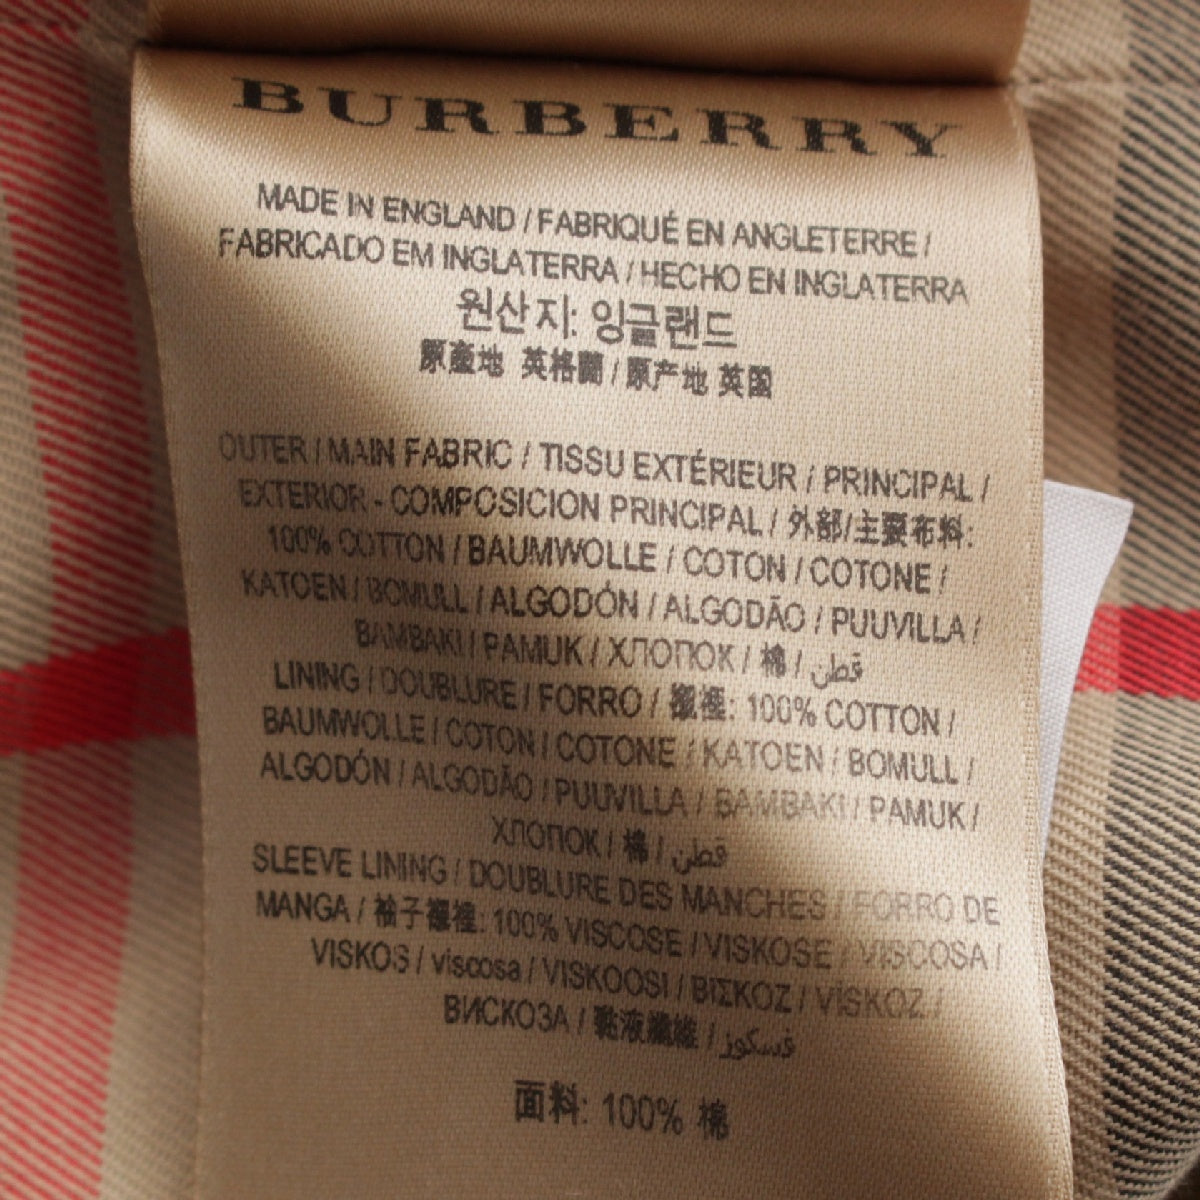 BURBERRY
MADE IN ENGLAND / FABRIQUÉ EN ANGLETERRE /
FABRICADO EM INGLATERRA / HECHO EN INGLATERRA
원산지: 잉글랜드
原產地 英格蘭 / 原产地 英国
OUTER / MAIN FABRIC / TISSU EXTÉRIEUR / PRINCIPAL /
EXTERIOR - COMPOSICION PRINCIPAL / 外部/主要布料:
100% COTTON / BAUMWOLLE / COTON / COTONE /
KATOEN / BOMULL / ALGODÓN / ALGODÃO / PUUVILLA /
BAMBAKI / PAMUK / ХЛОПОК / 棉 / قطن
LINING / DOUBLURE / FORRO / 襯裡: 100% COTTON /
BAUMWOLLE / COTON / COTONE / KATOEN / BOMULL /
ALGODÓN / ALGODÃO / PUUVILLA / BAMBAKI / PAMUK /
ХЛОПОК / 棉 / قطن
SLEEVE LINING / DOUBLURE DES MANCHES / FORRO DE
MANGA / 袖子襯裡: 100% VISCOSE / VISKOSE / VISCOSA /
VISKOS / viscosa / VISKOOSI / ΒΙΣΚΟΖ / VİSKOZ /
ВИСКОЗА / 黏液纖維 / فسكوز
面料: 100% 棉